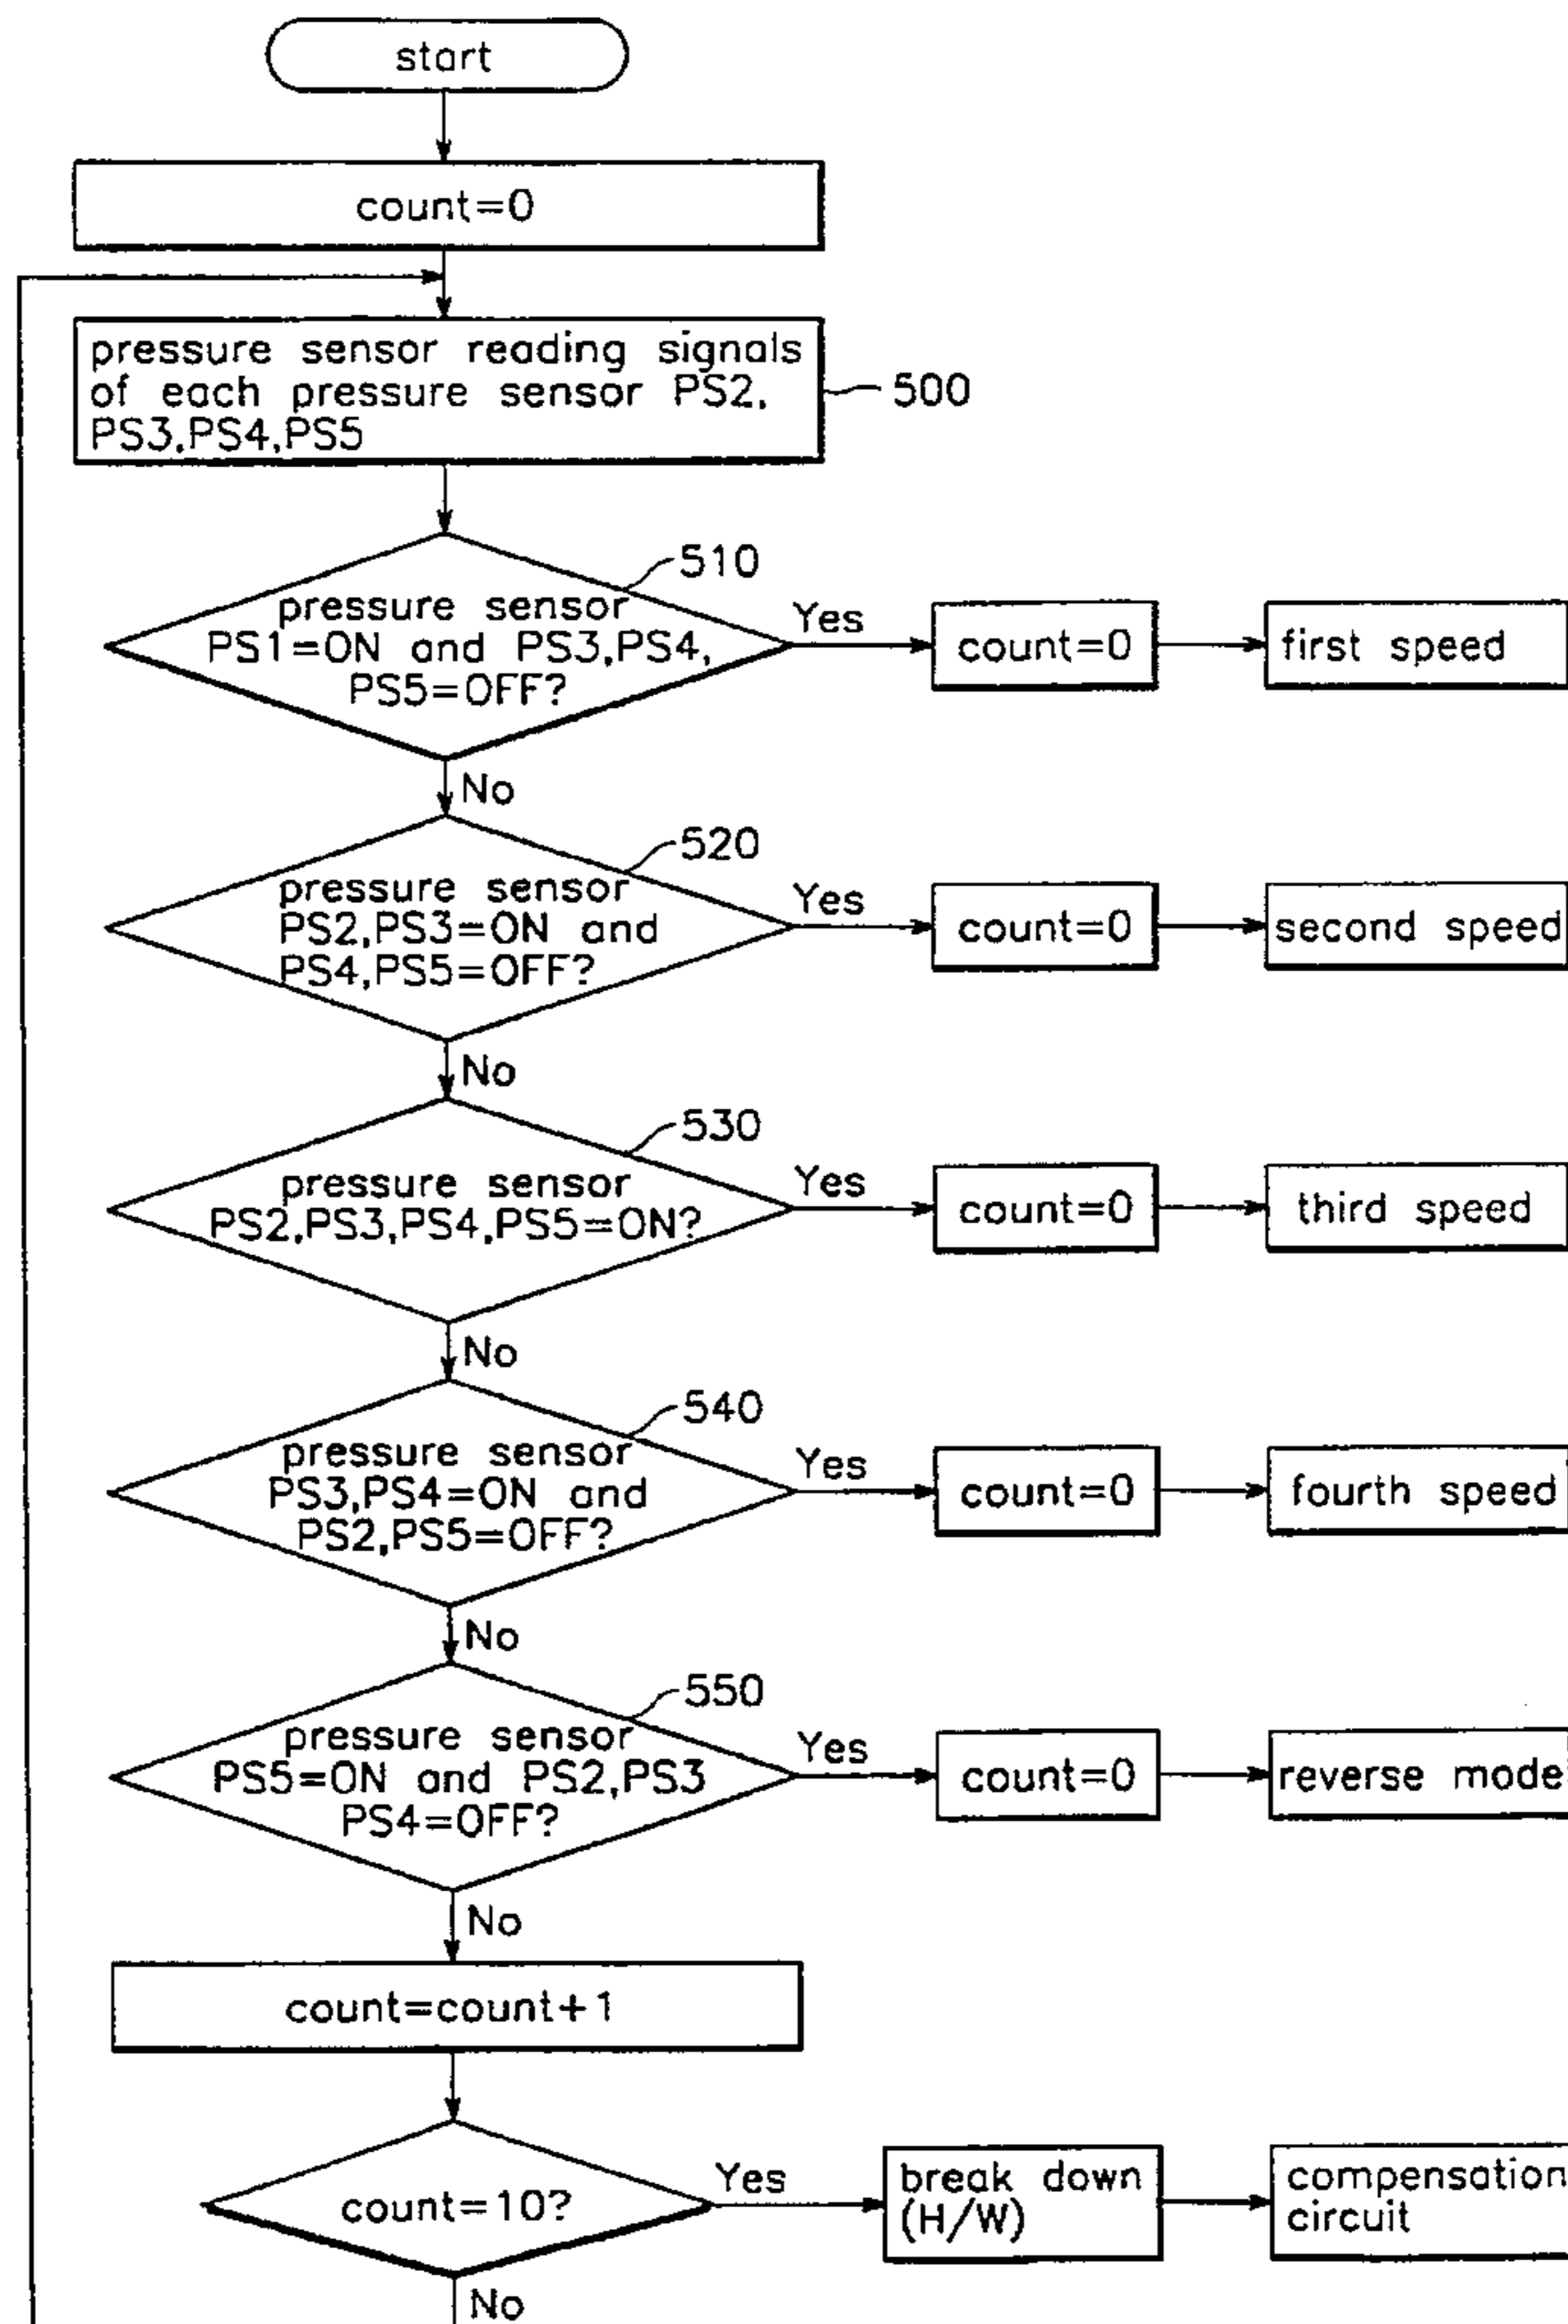 start
count=0
pressure sensor reading signals
of each pressure sensor PS2,
PS3,PS4,PS5
500
510
pressure sensor
PS1=ON and PS3,PS4,
PS5=OFF?
Yes
count=0
first speed
No
520
pressure sensor
PS2,PS3=ON and
PS4,PS5=OFF?
Yes
count=0
second speed
No
530
pressure sensor
PS2,PS3,PS4,PS5=ON?
Yes
count=0
third speed
No
540
pressure sensor
PS3,PS4=ON and
PS2,PS5=OFF?
Yes
count=0
fourth speed
No
550
pressure sensor
PS5=ON and PS2,PS3
PS4=OFF?
Yes
count=0
reverse mode
No
count=count+1
count=10?
Yes
break down
(H/W)
compensation
circuit
No